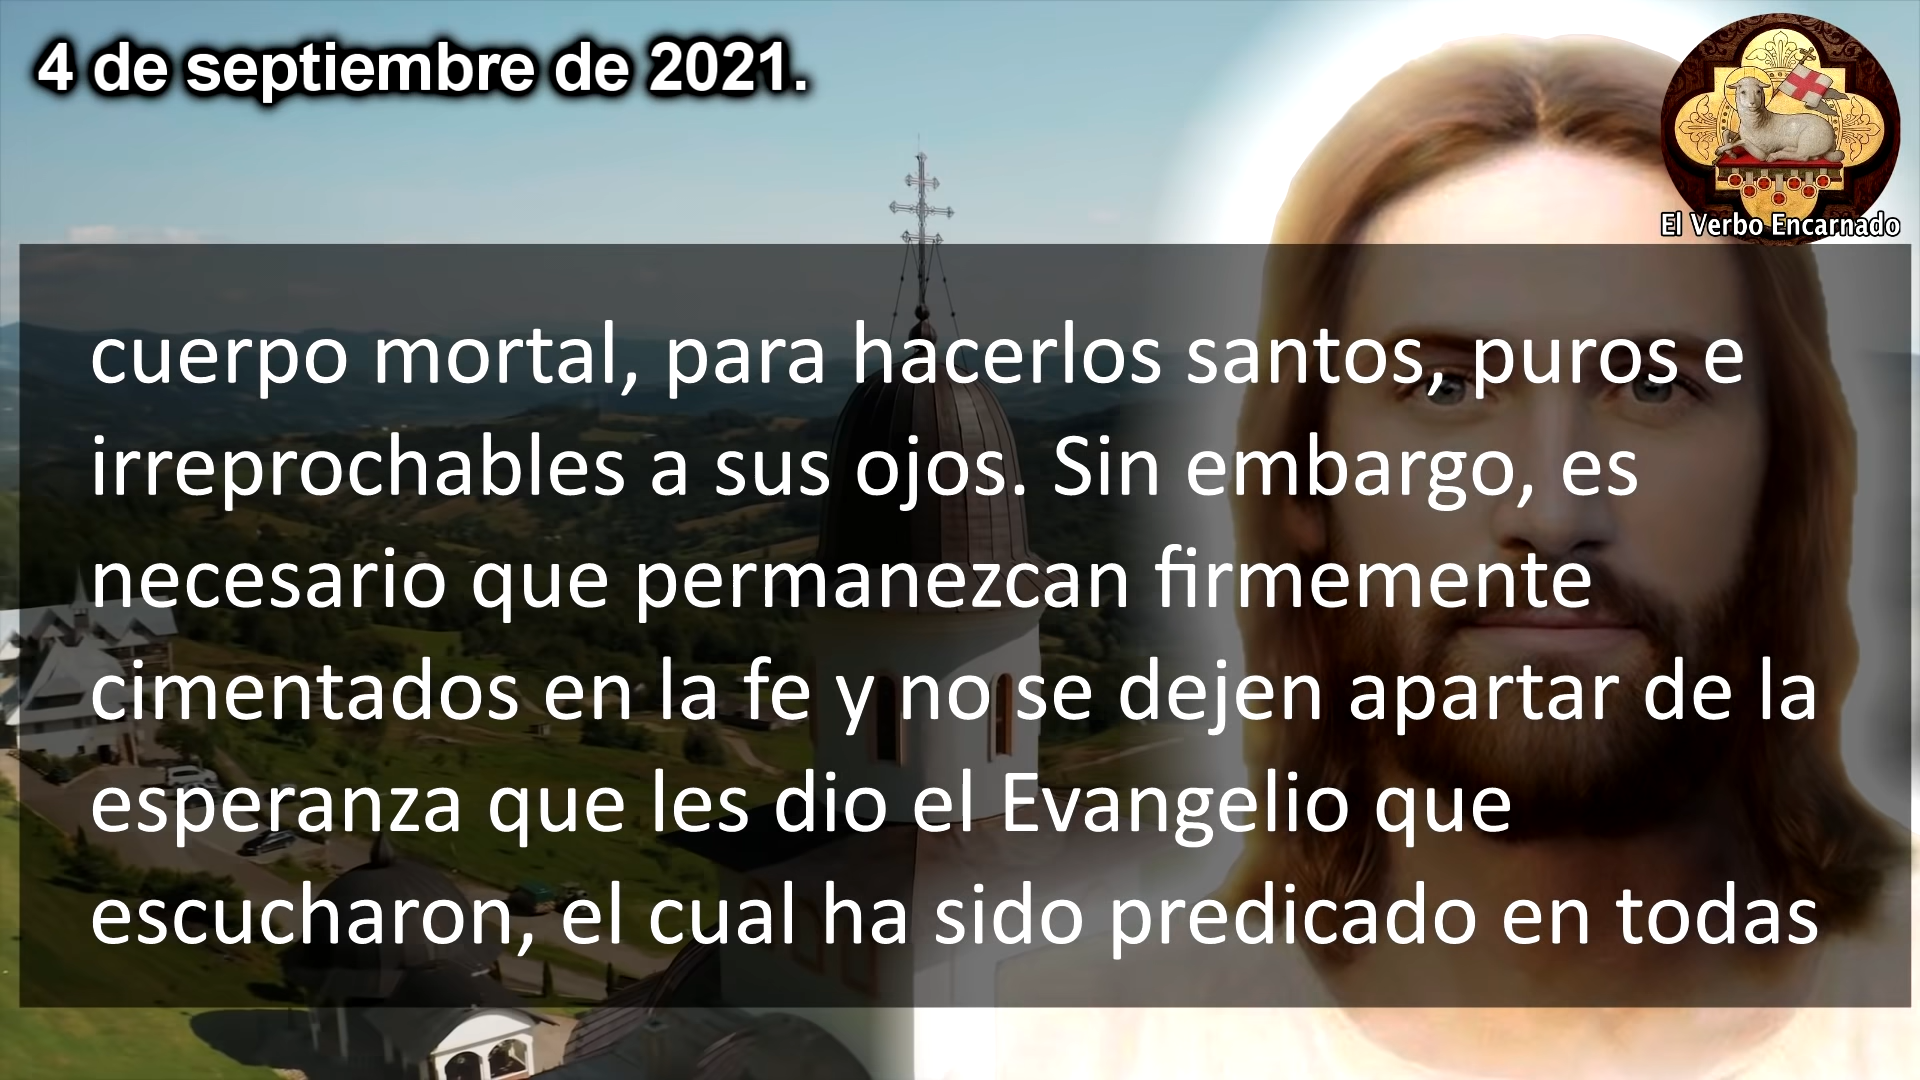 4 de septiembre de 2021.
El Verbo Encarnado
cuerpo mortal, para hacerlos santos, puros e
irreprochables a sus ojos. Sin embargo, es
necesario que permanezcan firmemente
cimentados en la fe y no se dejen apartar de la
esperanza que les dio el Evangelio que
escucharon, el cual ha sido predicado en todas